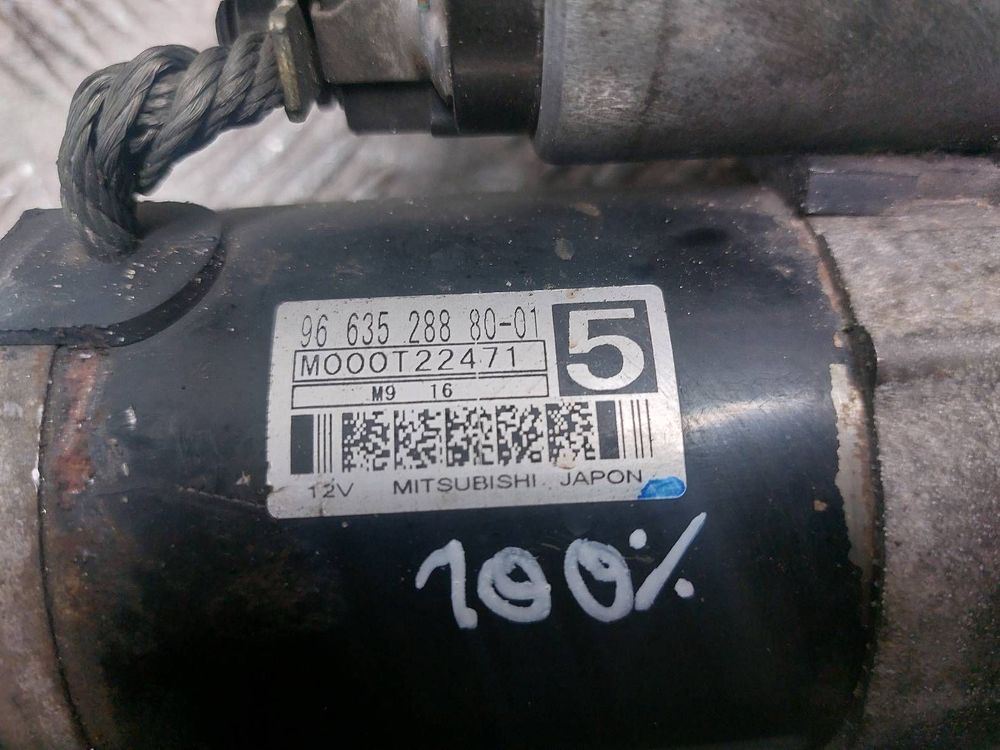 96 635 288 80-01
5
M000T22471
M9 16
12V MITSUBISHI JAPON
100%